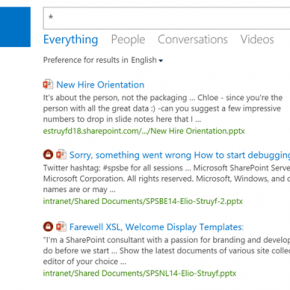 *
Everything People Conversations Videos
Preference for results in English
New Hire Orientation
It's about the person, not the packaging ... Chloe - since you're the
person with all the great data :) -can you suggest a few impressive
numbers to drop in slide notes here that I ...
estruyfd18.sharepoint.com/.../New Hire Orientation.pptx
Sorry, something went wrong How to start debugging
Twitter hashtag: #spsbe for all sessions ... Microsoft SharePoint Serve
Microsoft Corporation. All rights reserved. Microsoft, Windows, and o
names are or may ...
intranet/Shared Documents/SPSBE14-Elio-Struyf-2.pptx
Farewell XSL, Welcome Display Templates:
"I'm a SharePoint consultant with a passion for branding and develop
do before we start ... Show the latest documents of various site collec
editor of your choice ...
intranet/Shared Documents/SPSNL14-Elio-Struyf.pptx